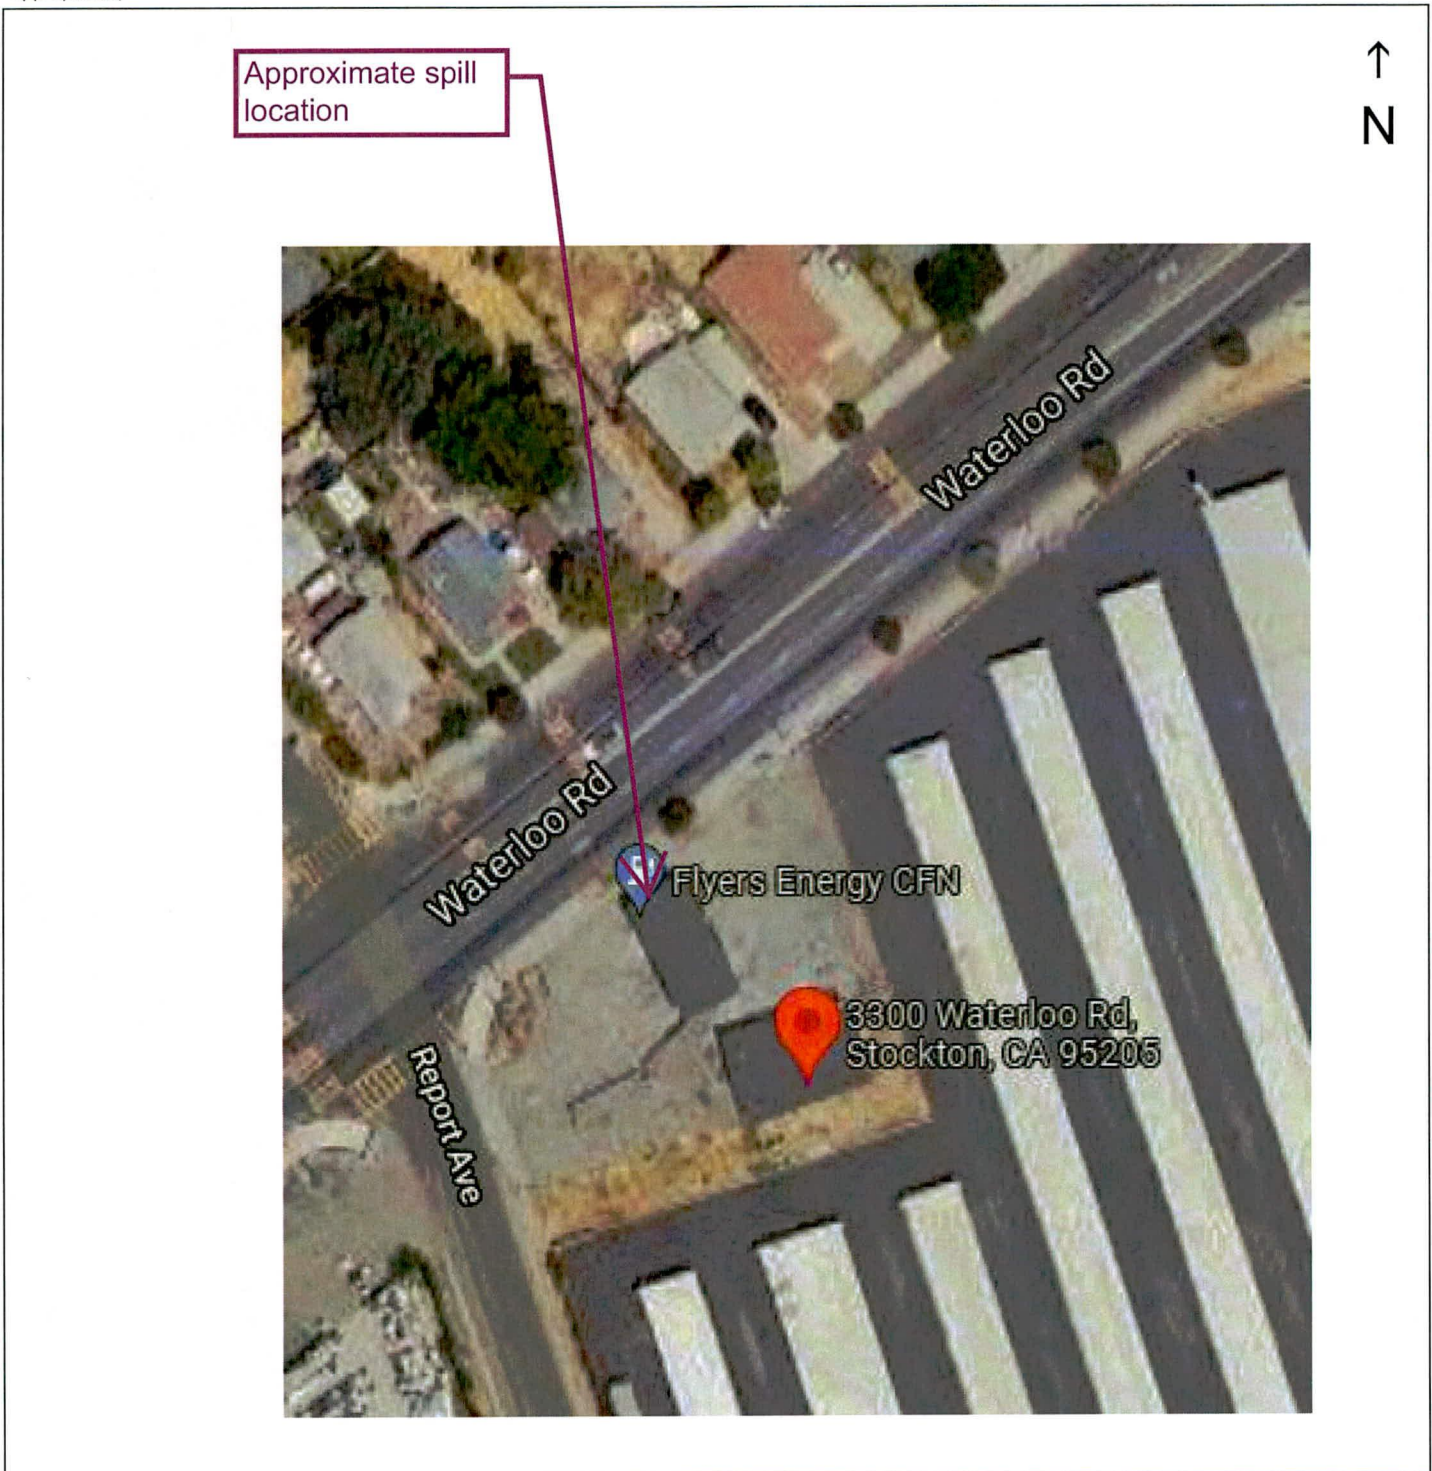 Approximate spill
location
↑
N
Waterloo Rd
Waterloo Rd
Flyers Energy CFN
3300 Waterloo Rd,
Stockton, CA 95205
Report Ave